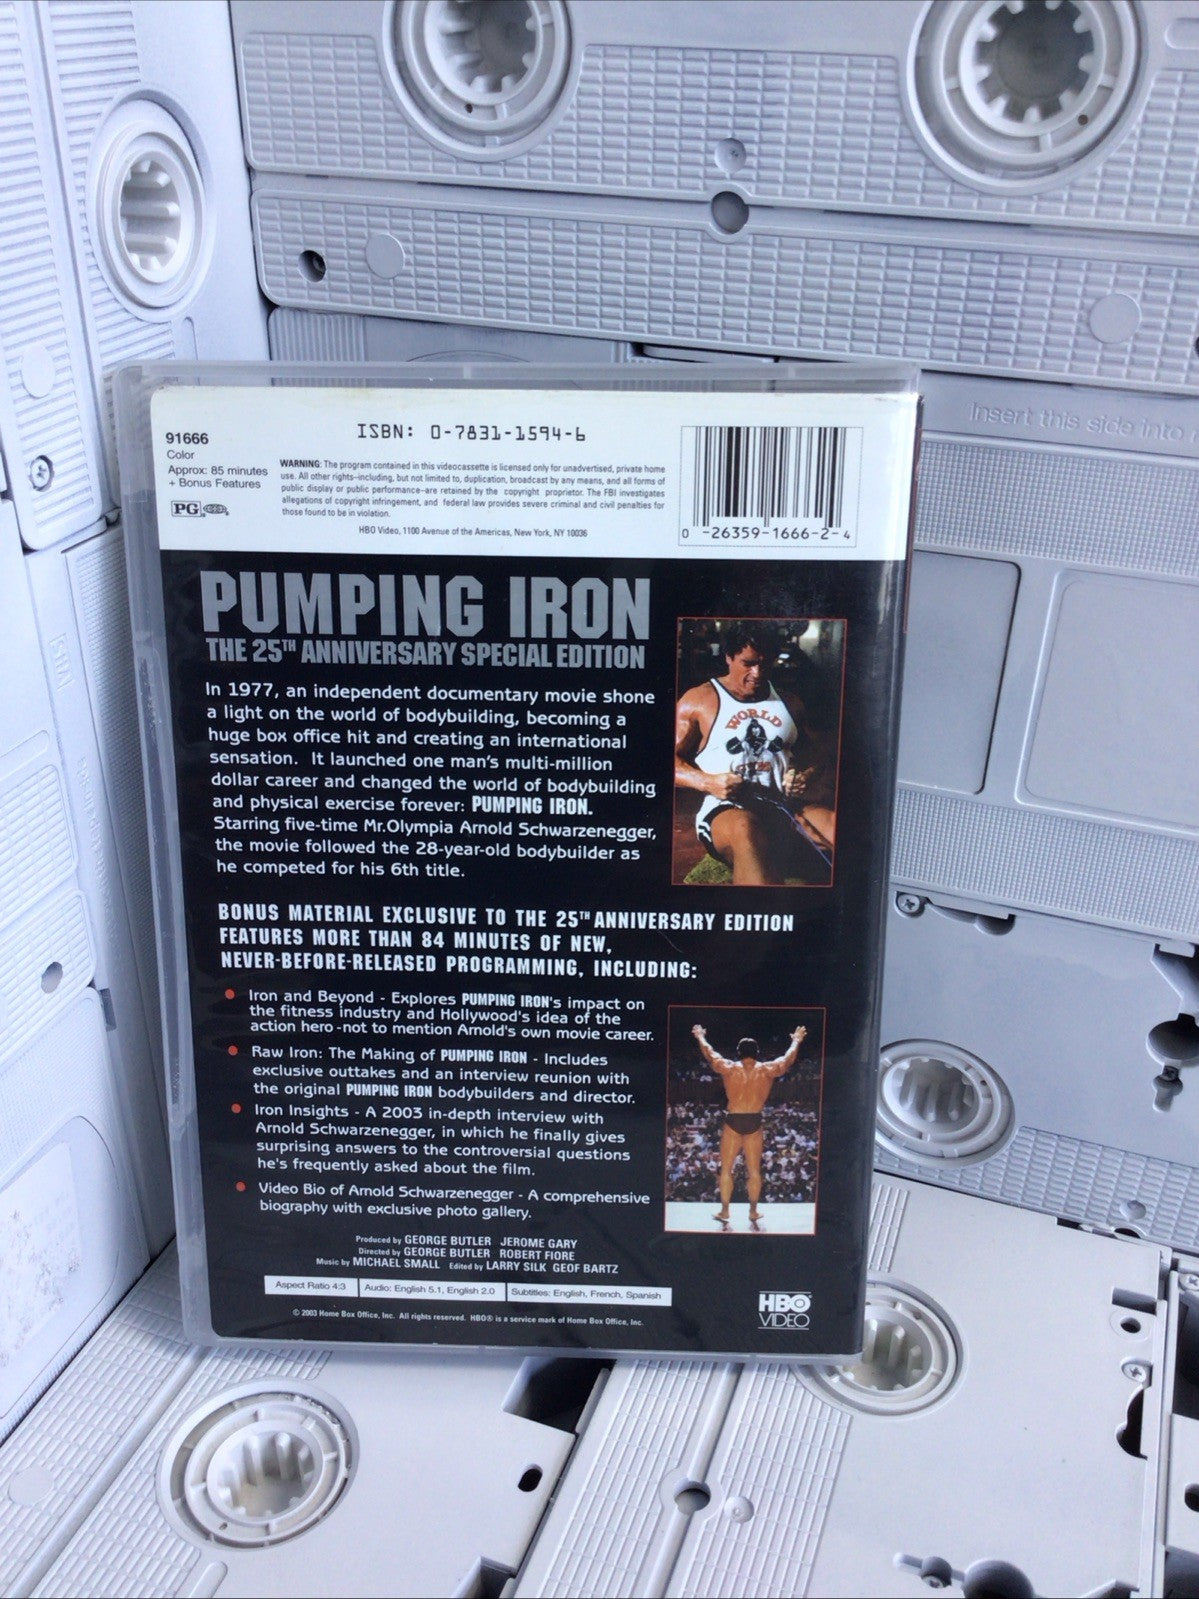 Insert this side into
91666
Color
Approx: 85 minutes
+ Bonus Features
PG
ISBN: 0-7831-1594-6
WARNING: The program contained in this videocassette is licensed only for unadvertised, private home
use. All other rights–including, but not limited to, duplication, broadcast by any means, and all forms of
public display or public performance–are retained by the copyright proprietor. The FBI investigates
allegations of copyright infringement, and federal law provides severe criminal and civil penalties for
those found to be in violation.
HBO Video, 1100 Avenue of the Americas, New York, NY 10036
0 -26359-1666-2- 4
PUMPING IRON
THE 25TH ANNIVERSARY SPECIAL EDITION
In 1977, an independent documentary movie shone
a light on the world of bodybuilding, becoming a
huge box office hit and creating an international
sensation. It launched one man's multi-million
dollar career and changed the world of bodybuilding
and physical exercise forever: PUMPING IRON.
Starring five-time Mr.Olympia Arnold Schwarzenegger,
the movie followed the 28-year-old bodybuilder as
he competed for his 6th title.
WORLD
GYM
BONUS MATERIAL EXCLUSIVE TO THE 25TH ANNIVERSARY EDITION
FEATURES MORE THAN 84 MINUTES OF NEW,
NEVER-BEFORE-RELEASED PROGRAMMING, INCLUDING:
• Iron and Beyond - Explores PUMPING IRON's impact on
the fitness industry and Hollywood's idea of the
action hero -not to mention Arnold's own movie career.
• Raw Iron: The Making of PUMPING IRON - Includes
exclusive outtakes and an interview reunion with
the original PUMPING IRON bodybuilders and director.
• Iron Insights - A 2003 in-depth interview with
Arnold Schwarzenegger, in which he finally gives
surprising answers to the controversial questions
he's frequently asked about the film.
• Video Bio of Arnold Schwarzenegger - A comprehensive
biography with exclusive photo gallery.
Produced by GEORGE BUTLER JEROME GARY
Directed by GEORGE BUTLER ROBERT FIORE
Music by MICHAEL SMALL Edited by LARRY SILK GEOF BARTZ
Aspect Ratio 4:3 Audio: English 5.1, English 2.0 Subtitles: English, French, Spanish
© 2003 Home Box Office, Inc. All rights reserved. HBO® is a service mark of Home Box Office, Inc.
HBO
VIDEO